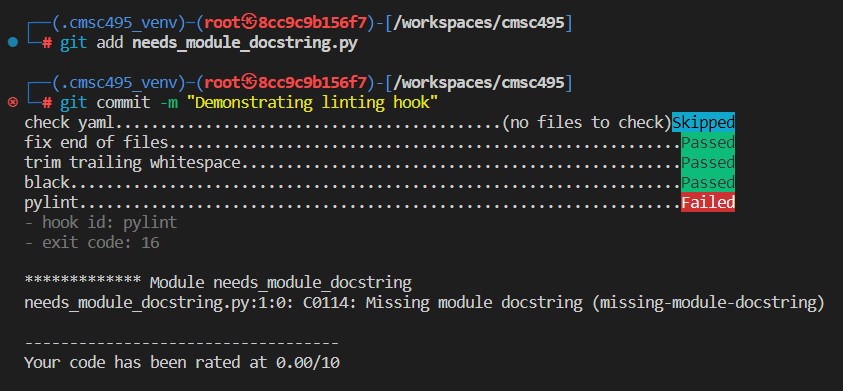 ┌──(.cmsc495_venv)─(root㉿8cc9c9b156f7)-[/workspaces/cmsc495]
└─# git add needs_module_docstring.py
┌──(.cmsc495_venv)─(root㉿8cc9c9b156f7)-[/workspaces/cmsc495]
└─# git commit -m "Demonstrating linting hook"
check yaml...........................................(no files to check)Skipped
fix end of files.........................................................Passed
trim trailing whitespace.................................................Passed
black....................................................................Passed
pylint...................................................................Failed
- hook id: pylint
- exit code: 16
************* Module needs_module_docstring
needs_module_docstring.py:1:0: C0114: Missing module docstring (missing-module-docstring)
-----------------------------------
Your code has been rated at 0.00/10